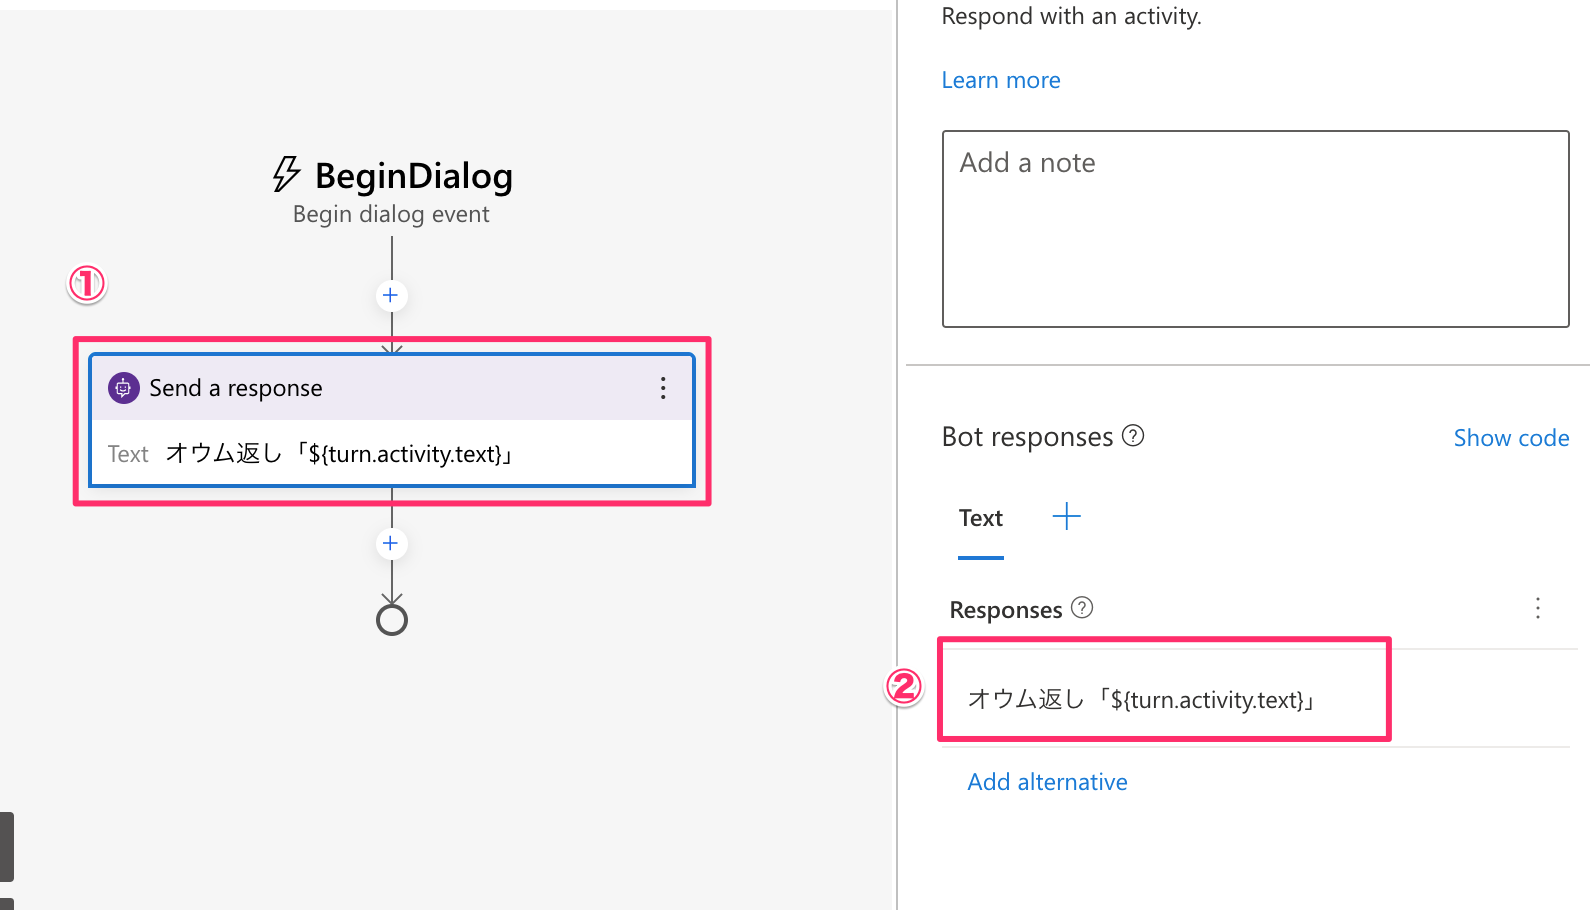 BeginDialog
Begin dialog event
①
Send a response
Text オウム返し「${turn.activity.text}」
Respond with an activity.
Learn more
Add a note
Bot responses ?
Show code
Text
Responses ?
②
オウム返し「${turn.activity.text}」
Add alternative